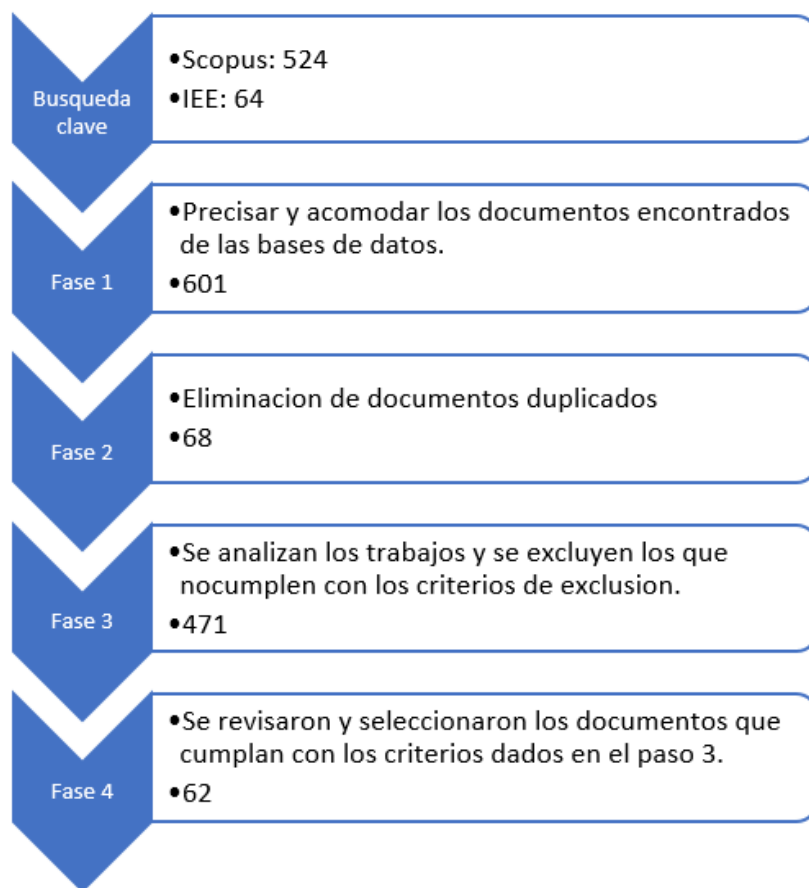 Busqueda
clave
•Scopus: 524
•IEE: 64
Fase 1
•Precisar y acomodar los documentos encontrados
de las bases de datos.
•601
Fase 2
•Eliminacion de documentos duplicados
•68
Fase 3
•Se analizan los trabajos y se excluyen los que
nocumplen con los criterios de exclusion.
•471
Fase 4
•Se revisaron y seleccionaron los documentos que
cumplan con los criterios dados en el paso 3.
•62